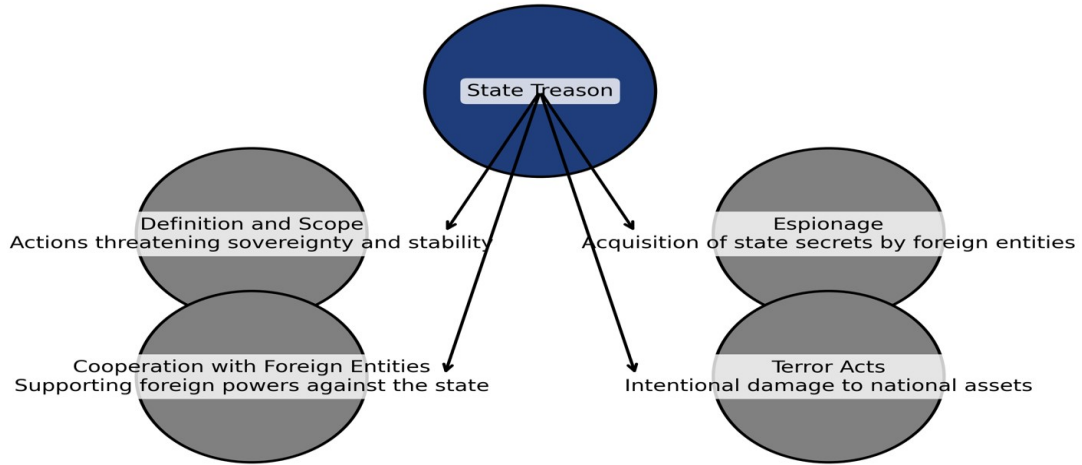 State Treason
Definition and Scope
Actions threatening sovereignty and stability
Espionage
Acquisition of state secrets by foreign entities
Cooperation with Foreign Entities
Supporting foreign powers against the state
Terror Acts
Intentional damage to national assets